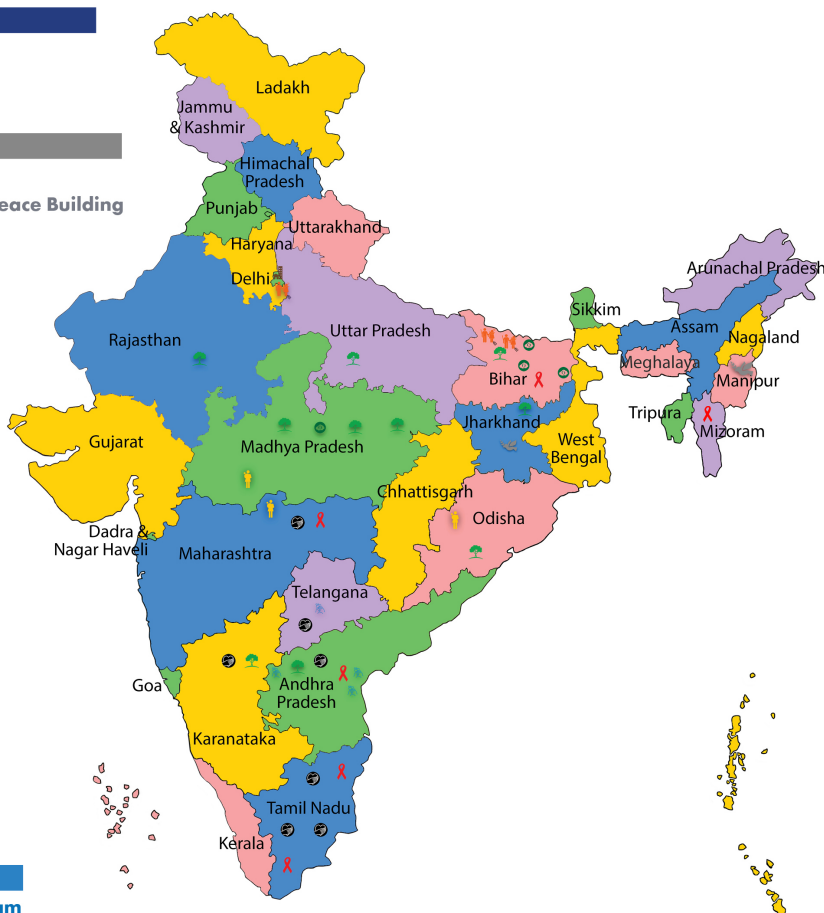 Ladakh
Jammu
& Kashmir
Himachal
Pradesh
eace Building
Punjab
Uttarakhand
Haryana
Delhi
Arunachal Pradesh
Sikkim
Assam
Nagaland
Rajasthan
Uttar Pradesh
Meghalaya
Bihar
Manipur
Tripura
Jharkhand
Mizoram
Gujarat
Madhya Pradesh
West
Bengal
Chhattisgarh
Odisha
Dadra &
Nagar Haveli
Maharashtra
Telangana
Goa
Andhra
Pradesh
Karanataka
Tamil Nadu
Kerala
am